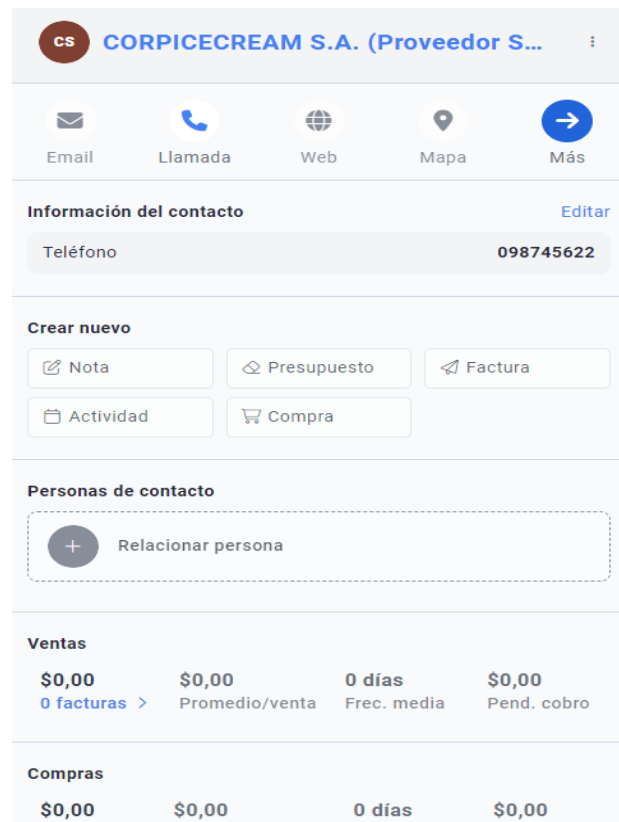 CS CORPICECREAM S.A. (Proveedor S...
Email Llamada Web Mapa Más
Información del contacto Editar
Teléfono 098745622
Crear nuevo
Nota Presupuesto Factura
Actividad Compra
Personas de contacto
+ Relacionar persona
Ventas
$0,00 $0,00 0 días $0,00
0 facturas > Promedio/venta Frec. media Pend. cobro
Compras
$0,00 $0,00 0 días $0,00